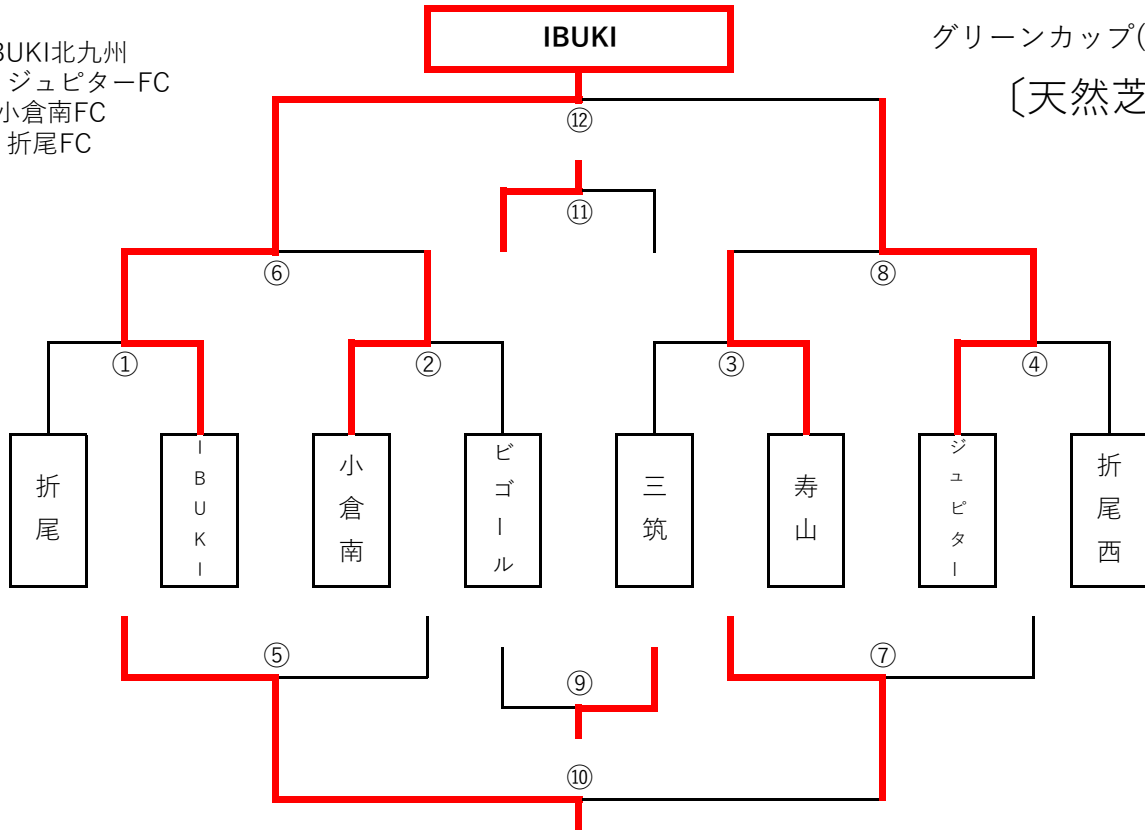 IBUKI
BUKI北九州
ジュピターFC
小倉南FC
折尾FC
グリーンカップ(
〔天然芝
⑫
⑪
⑥
⑧
①
②
③
④
折尾
IBUKI
小倉南
ビゴール
三筑
寿山
ジュピター
折尾西
⑤
⑦
⑨
⑩